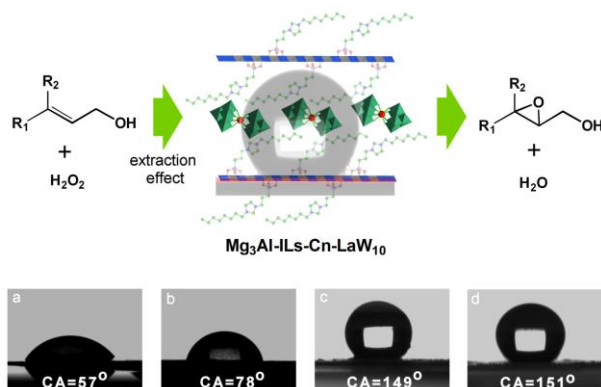 R₂
R₁ OH
+
H₂O₂
extraction
effect
R₂
O
R₁ OH
+
H₂O
Mg₃Al-ILs-Cn-LaW₁₀
a b c d
CA=57° CA=78° CA=149° CA=151°